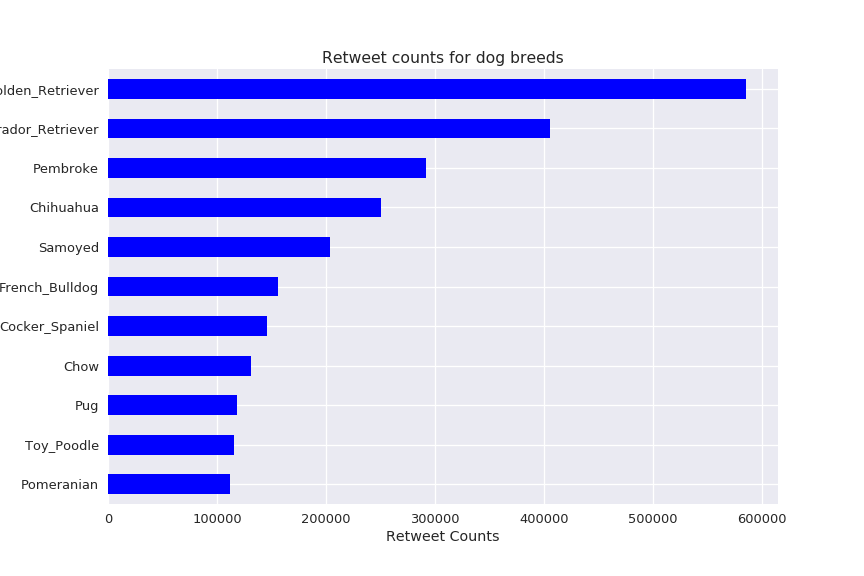 Retweet counts for dog breeds
olden_Retriever
rador_Retriever
Pembroke
Chihuahua
Samoyed
French_Bulldog
Cocker_Spaniel
Chow
Pug
Toy_Poodle
Pomeranian
0 100000 200000 300000 400000 500000 600000
Retweet Counts